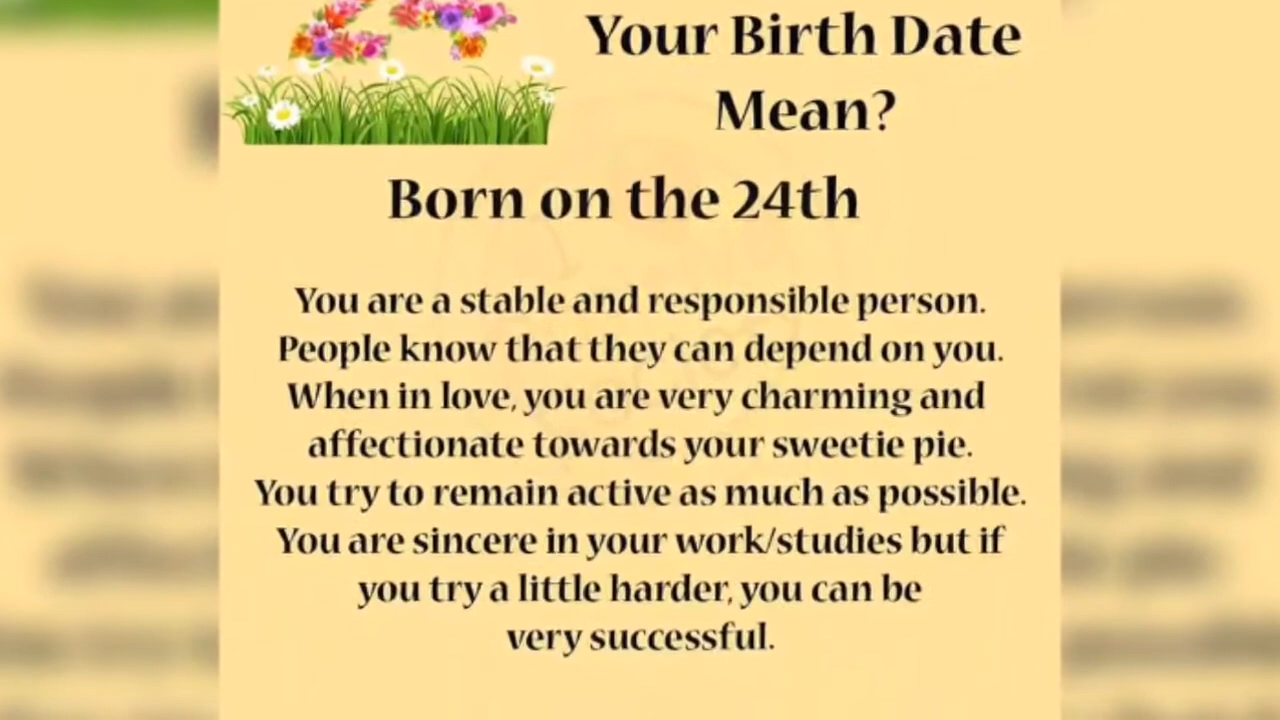 Your Birth Date
Mean?
Born on the 24th
You are a stable and responsible person.
People know that they can depend on you.
When in love, you are very charming and
affectionate towards your sweetie pie.
You try to remain active as much as possible.
You are sincere in your work/studies but if
you try a little harder, you can be
very successful.